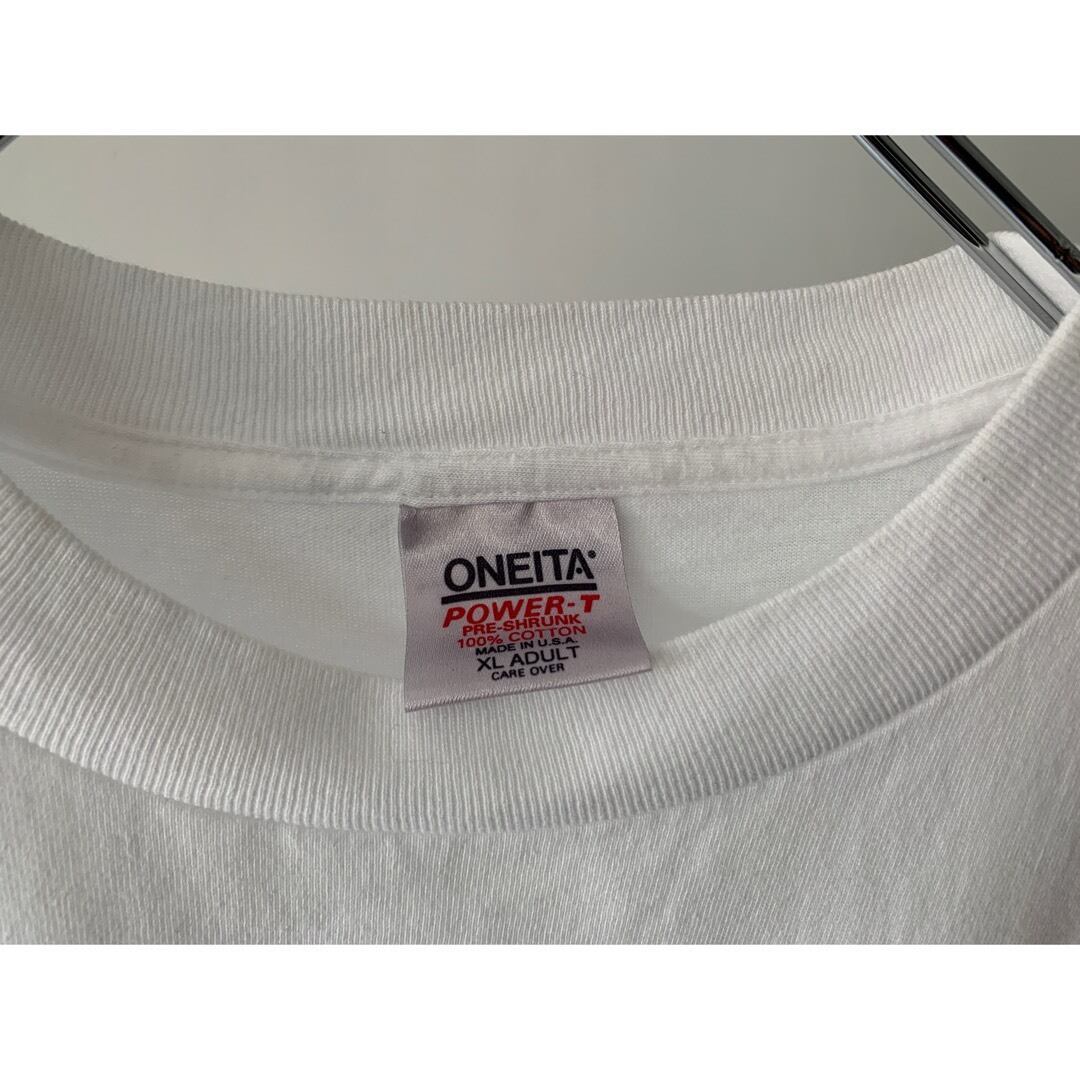 ONEITA®
POWER-T
PRE-SHRUNK
100% COTTON
MADE IN U.S.A.
XL ADULT
CARE OVER